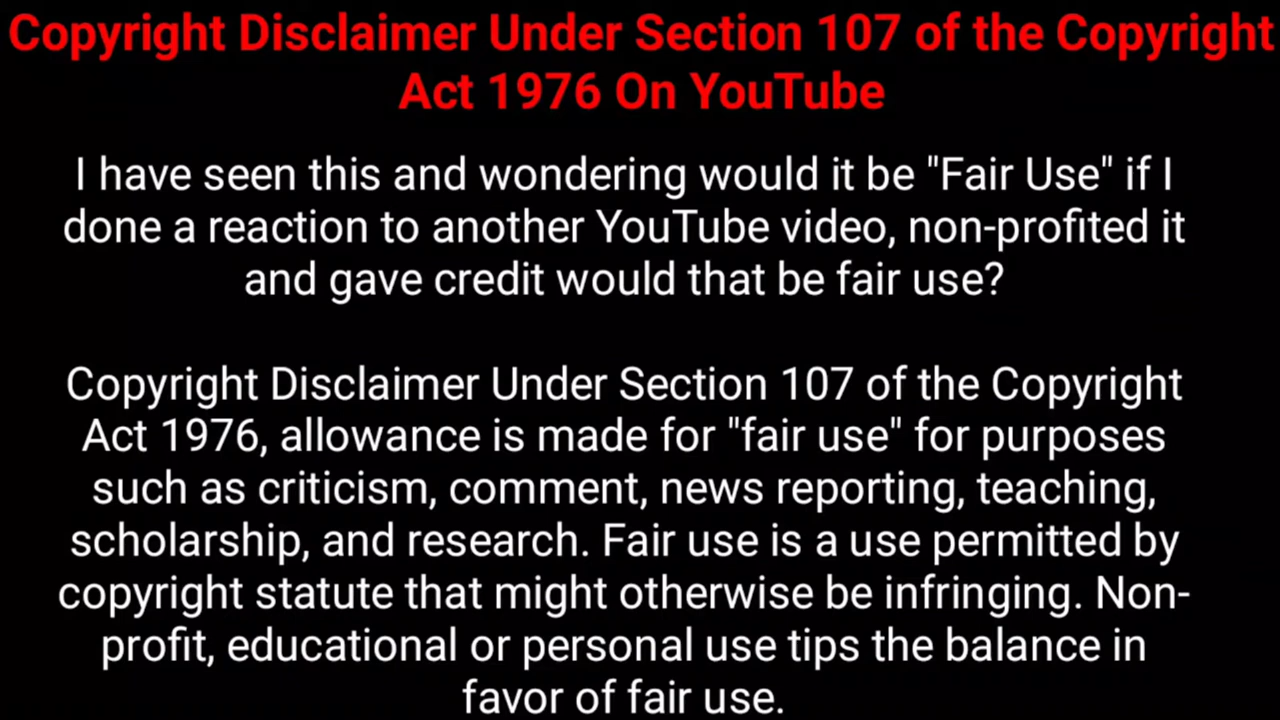 Copyright Disclaimer Under Section 107 of the Copyright
Act 1976 On YouTube
I have seen this and wondering would it be "Fair Use" if I
done a reaction to another YouTube video, non-profited it
and gave credit would that be fair use?
Copyright Disclaimer Under Section 107 of the Copyright
Act 1976, allowance is made for "fair use" for purposes
such as criticism, comment, news reporting, teaching,
scholarship, and research. Fair use is a use permitted by
copyright statute that might otherwise be infringing. Non-
profit, educational or personal use tips the balance in
favor of fair use.